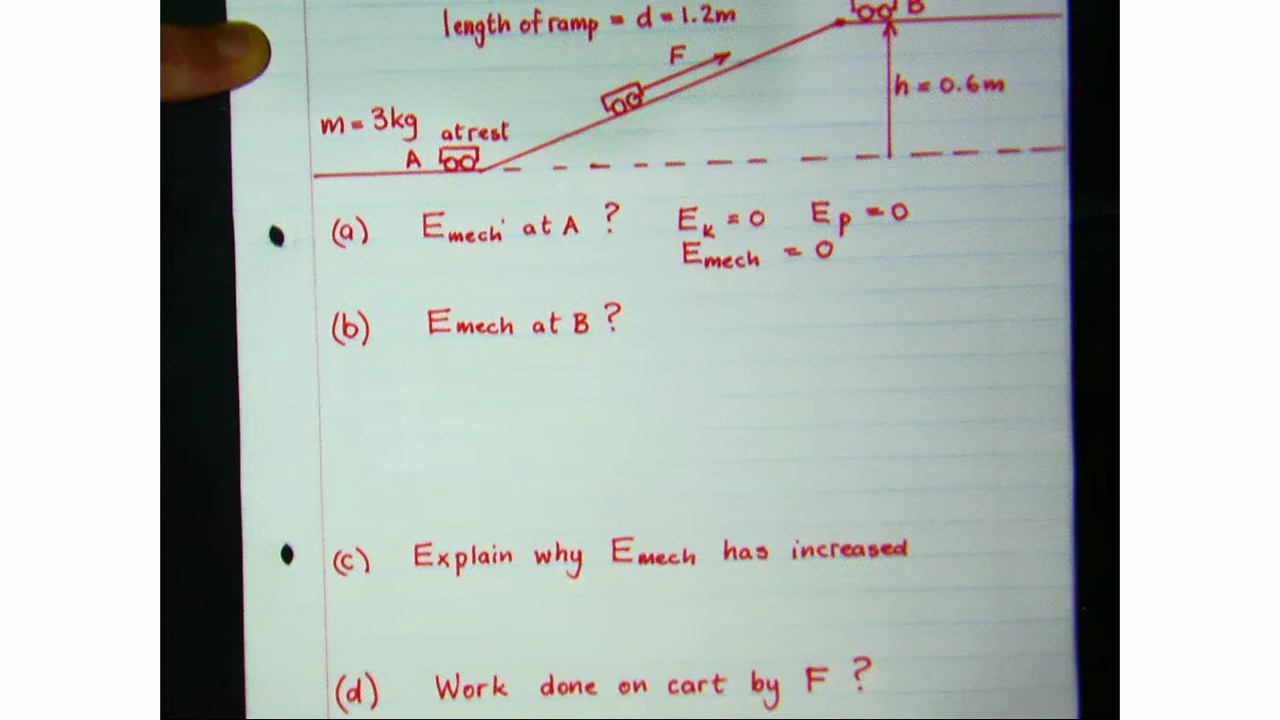 length of ramp = d = 1.2m
B
F
h = 0.6m
m = 3kg
at rest
A
(a) Emech at A ? EK = 0 Ep = 0
Emech = 0
(b) Emech at B ?
(c) Explain why Emech has increased
(d) Work done on cart by F ?